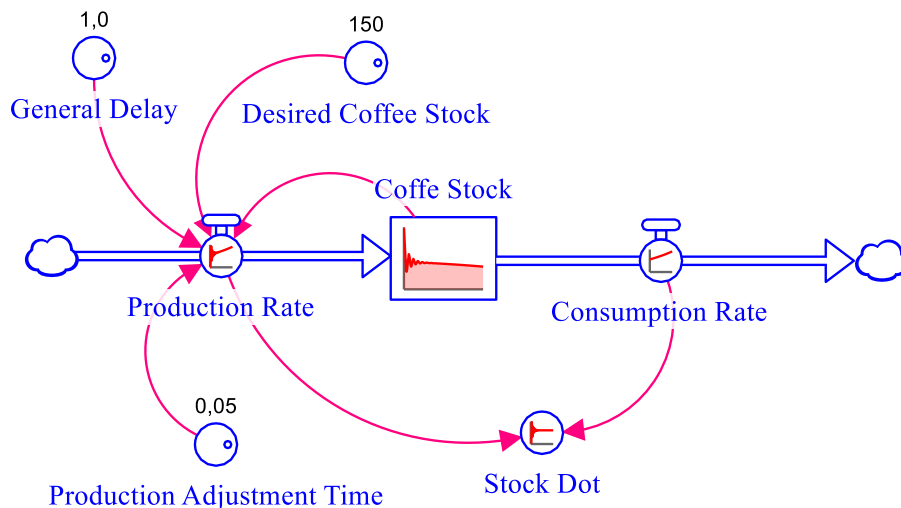 1,0
150
General Delay
Desired Coffee Stock
Coffe Stock
Production Rate
Consumption Rate
0,05
Stock Dot
Production Adjustment Time